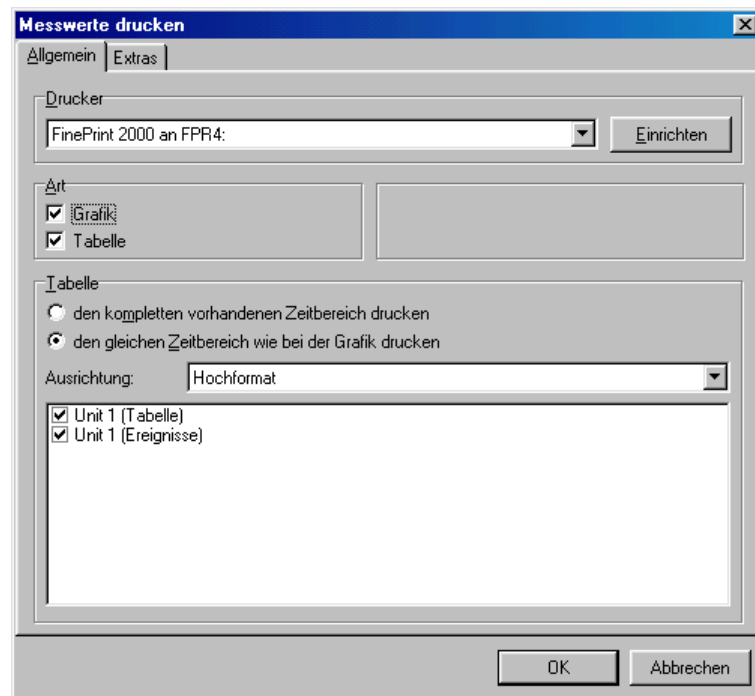 Messwerte drucken
Allgemein Extras
Drucker
FinePrint 2000 an FPR4: Einrichten
Art
Grafik
Tabelle
Tabelle
den kompletten vorhandenen Zeitbereich drucken
den gleichen Zeitbereich wie bei der Grafik drucken
Ausrichtung: Hochformat
Unit 1 (Tabelle)
Unit 1 (Ereignisse)
OK Abbrechen